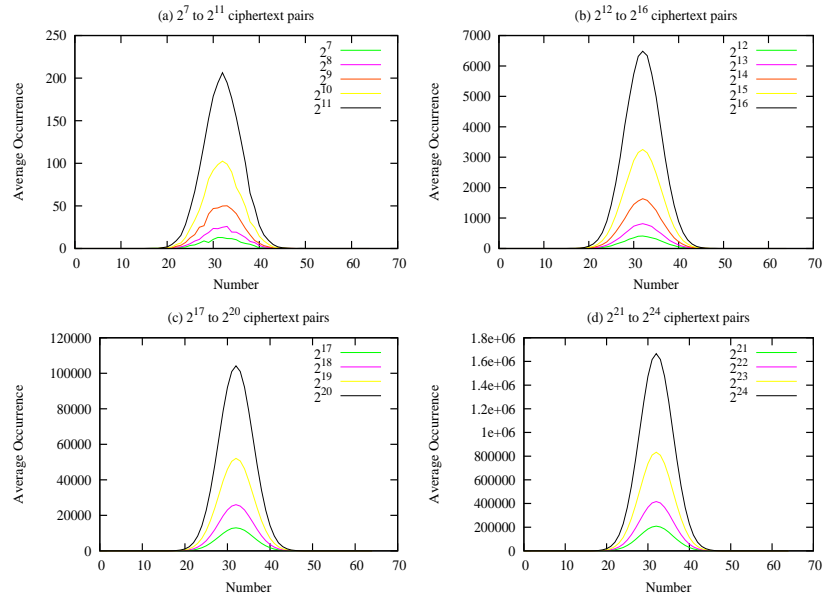 (a) 2^7 to 2^11 ciphertext pairs
250
200
150
100
50
0
0 10 20 30 40 50 60 70
Average Occurrence
Number
2^7
2^8
2^9
2^10
2^11
(b) 2^12 to 2^16 ciphertext pairs
7000
6000
5000
4000
3000
2000
1000
0
0 10 20 30 40 50 60 70
Average Occurrence
Number
2^12
2^13
2^14
2^15
2^16
(c) 2^17 to 2^20 ciphertext pairs
120000
100000
80000
60000
40000
20000
0
0 10 20 30 40 50 60 70
Average Occurrence
Number
2^17
2^18
2^19
2^20
(d) 2^21 to 2^24 ciphertext pairs
1.8e+06
1.6e+06
1.4e+06
1.2e+06
1e+06
800000
600000
400000
200000
0
0 10 20 30 40 50 60 70
Average Occurrence
Number
2^21
2^22
2^23
2^24